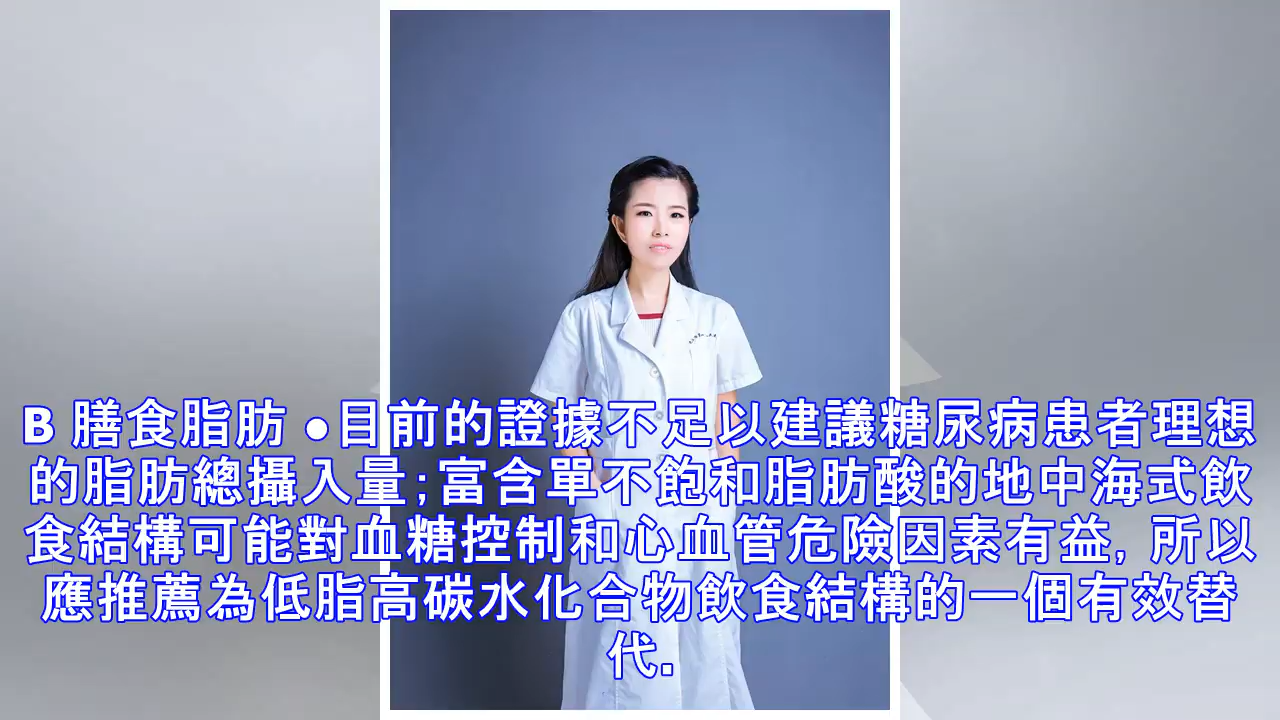 B 膳食脂肪 ●目前的證據不足以建議糖尿病患者理想
的脂肪總攝入量;富含單不飽和脂肪酸的地中海式飲
食結構可能對血糖控制和心血管危險因素有益, 所以
應推薦為低脂高碳水化合物飲食結構的一個有效替
代.